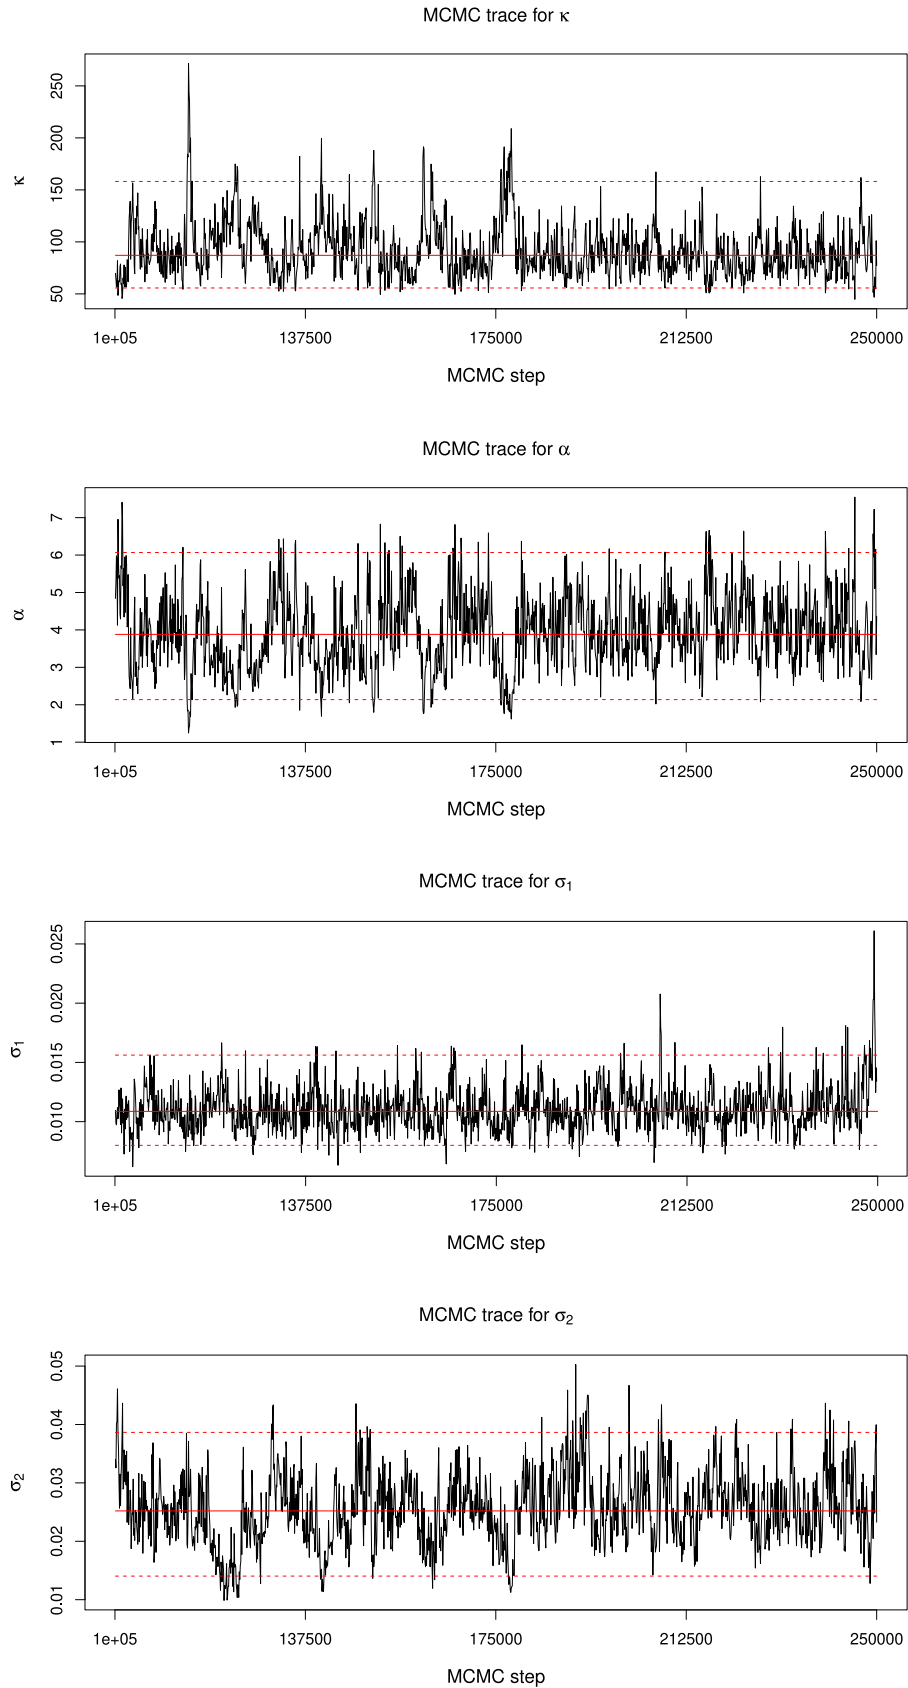 MCMC trace for κ
κ
250
200
150
100
50
1e+05 137500 175000 212500 250000
MCMC step
MCMC trace for α
α
7
6
5
4
3
2
1
1e+05 137500 175000 212500 250000
MCMC step
MCMC trace for σ₁
σ₁
0.025
0.020
0.015
0.010
1e+05 137500 175000 212500 250000
MCMC step
MCMC trace for σ₂
σ₂
0.05
0.04
0.03
0.02
0.01
1e+05 137500 175000 212500 250000
MCMC step